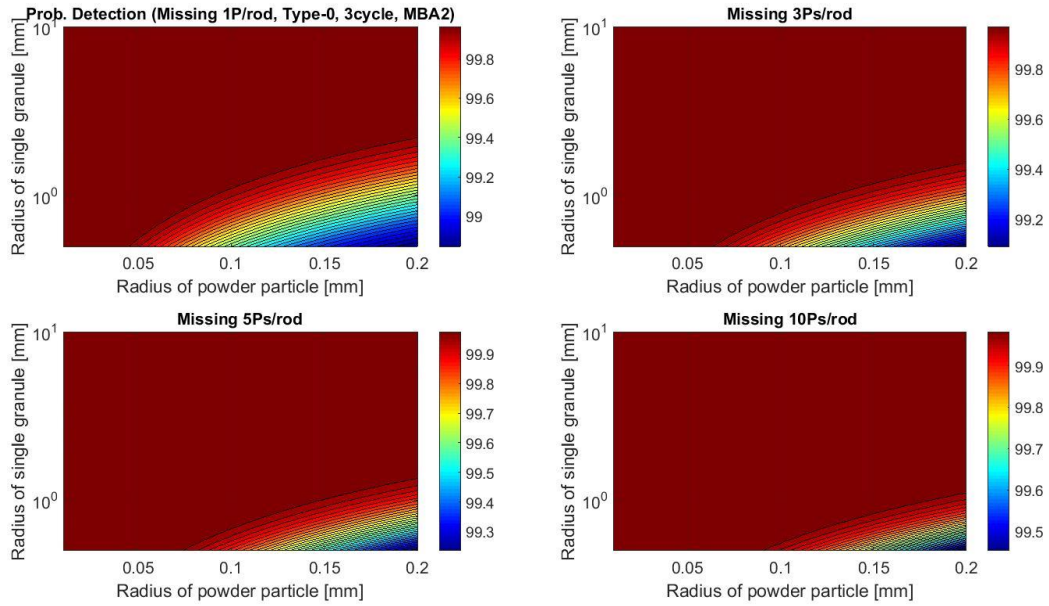 Prob. Detection (Missing 1P/rod, Type-0, 3cycle, MBA2)
Radius of single granule [mm]
10^1
10^0
0.05 0.1 0.15 0.2
Radius of powder particle [mm]
99.8
99.6
99.4
99.2
99
Missing 3Ps/rod
Radius of single granule [mm]
10^1
10^0
0.05 0.1 0.15 0.2
Radius of powder particle [mm]
99.8
99.6
99.4
99.2
Missing 5Ps/rod
Radius of single granule [mm]
10^1
10^0
0.05 0.1 0.15 0.2
Radius of powder particle [mm]
99.9
99.8
99.7
99.6
99.5
99.4
99.3
Missing 10Ps/rod
Radius of single granule [mm]
10^1
10^0
0.05 0.1 0.15 0.2
Radius of powder particle [mm]
99.9
99.8
99.7
99.6
99.5